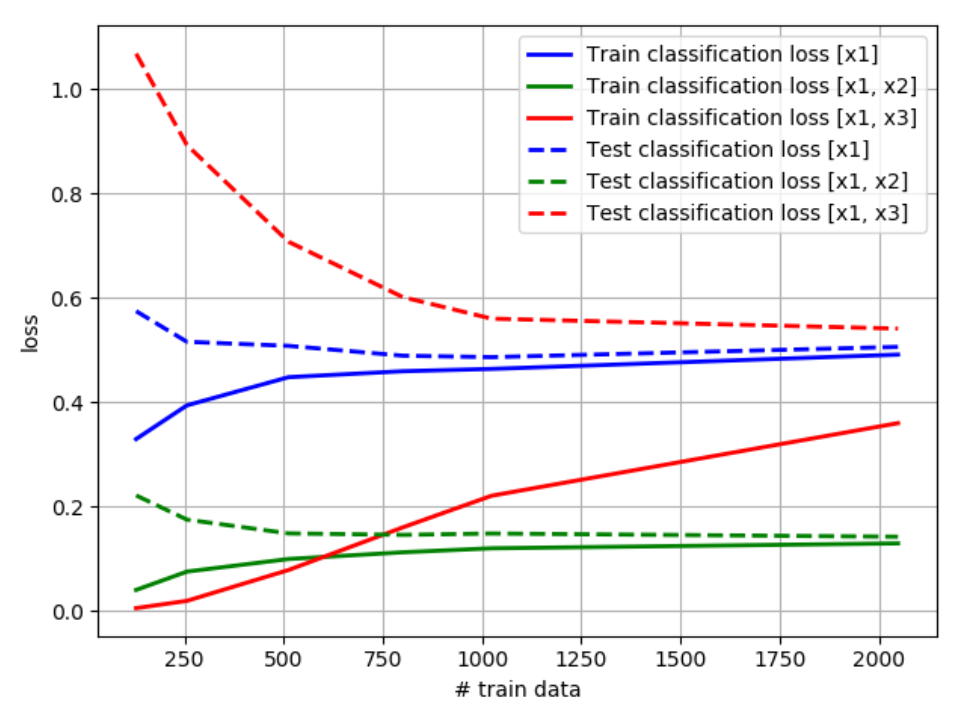 Train classification loss [x1]
Train classification loss [x1, x2]
Train classification loss [x1, x3]
Test classification loss [x1]
Test classification loss [x1, x2]
Test classification loss [x1, x3]
1.0
0.8
0.6
0.4
0.2
0.0
loss
250 500 750 1000 1250 1500 1750 2000
# train data